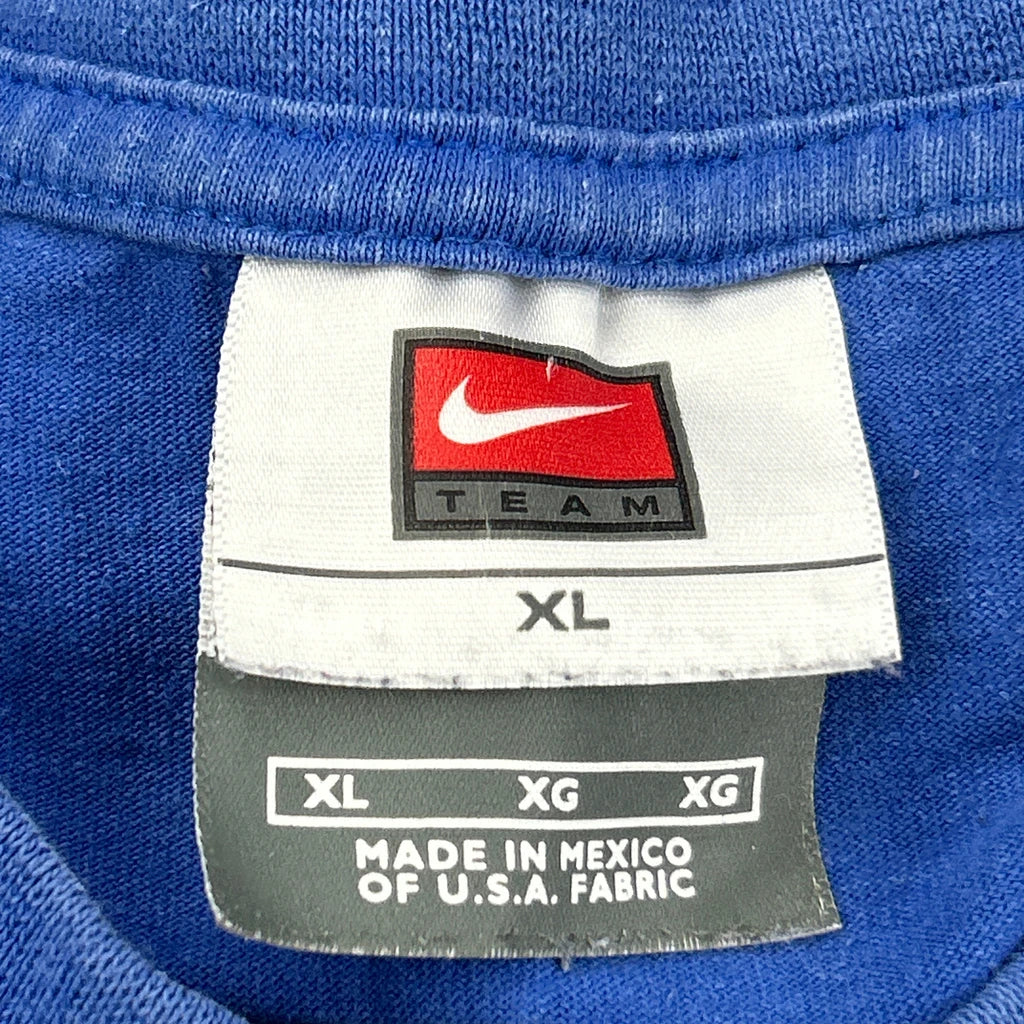 TEAM
XL
XL XG XG
MADE IN MEXICO
OF U.S.A. FABRIC